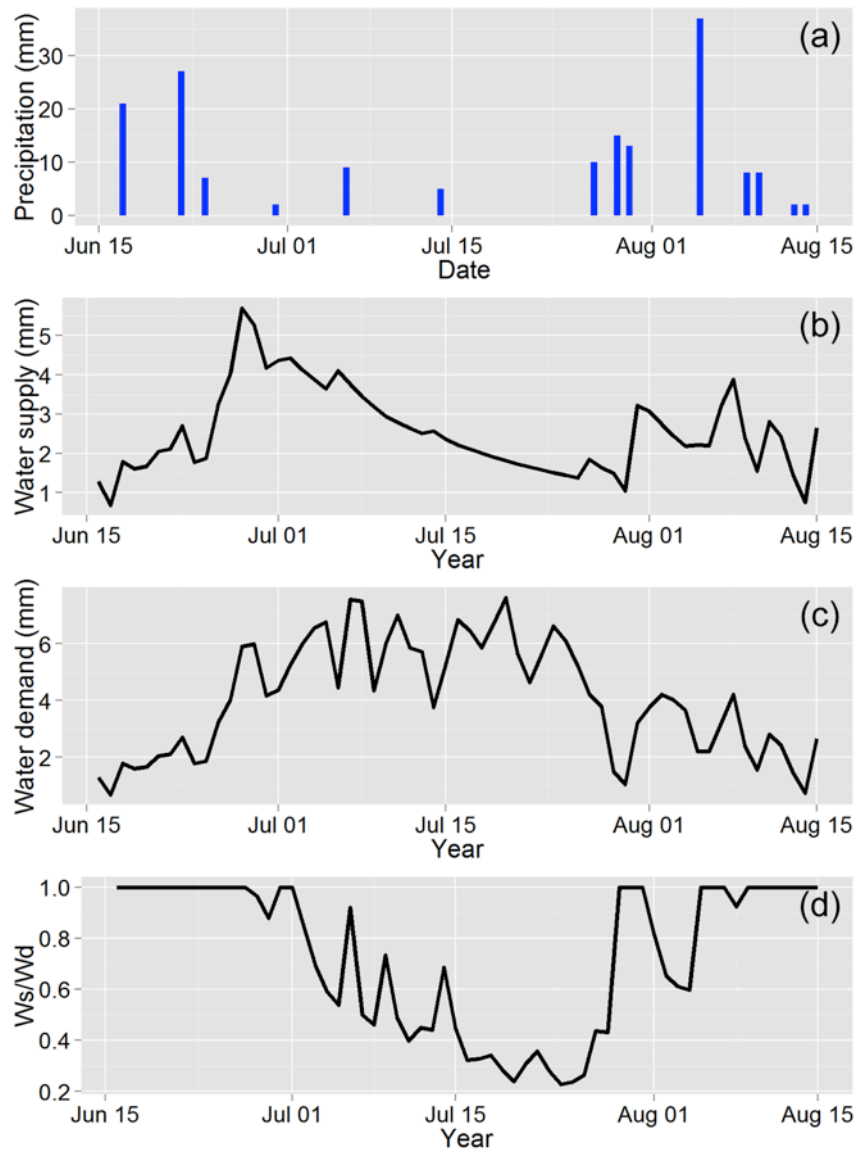 (a)
Precipitation (mm)
30
20
10
0
Jun 15 Jul 01 Jul 15 Aug 01 Aug 15
Date
(b)
Water supply (mm)
5
4
3
2
1
Jun 15 Jul 01 Jul 15 Aug 01 Aug 15
Year
(c)
Water demand (mm)
6
4
2
Jun 15 Jul 01 Jul 15 Aug 01 Aug 15
Year
(d)
Ws/Wd
1.0
0.8
0.6
0.4
0.2
Jun 15 Jul 01 Jul 15 Aug 01 Aug 15
Year